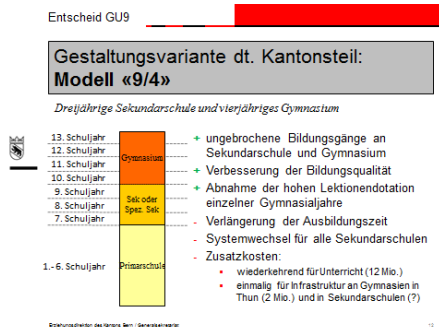 Entscheid GU9
Gestaltungsvariante dt. Kantonsteil:
Modell «9/4»
Dreijährige Sekundarschule und vierjähriges Gymnasium
13. Schuljahr
12. Schuljahr
11. Schuljahr
10. Schuljahr
9. Schuljahr
8. Schuljahr
7. Schuljahr
1.-6. Schuljahr
Gymnasium
Sek oder
Spez. Sek
Primarschule
+ ungebrochene Bildungsgänge an
Sekundarschule und Gymnasium
+ Verbesserung der Bildungsqualität
+ Abnahme der hohen Lektionendotation
einzelner Gymnasialjahre
- Verlängerung der Ausbildungszeit
- Systemwechsel für alle Sekundarschulen
- Zusatzkosten:
• wiederkehrend für Unterricht (12 Mio.)
• einmalig für Infrastruktur an Gymnasien in
Thun (2 Mio.) und in Sekundarschulen (?)
Erziehungsdirektion des Kantons Bern / Generalsekretariat